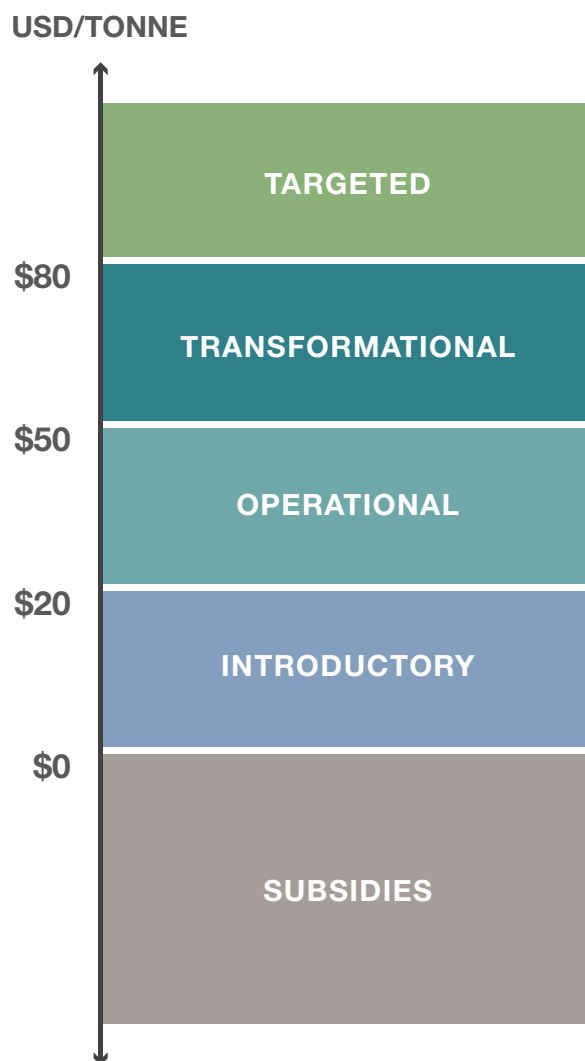 USD/TONNE
TARGETED
$80
TRANSFORMATIONAL
$50
OPERATIONAL
$20
INTRODUCTORY
$0
SUBSIDIES